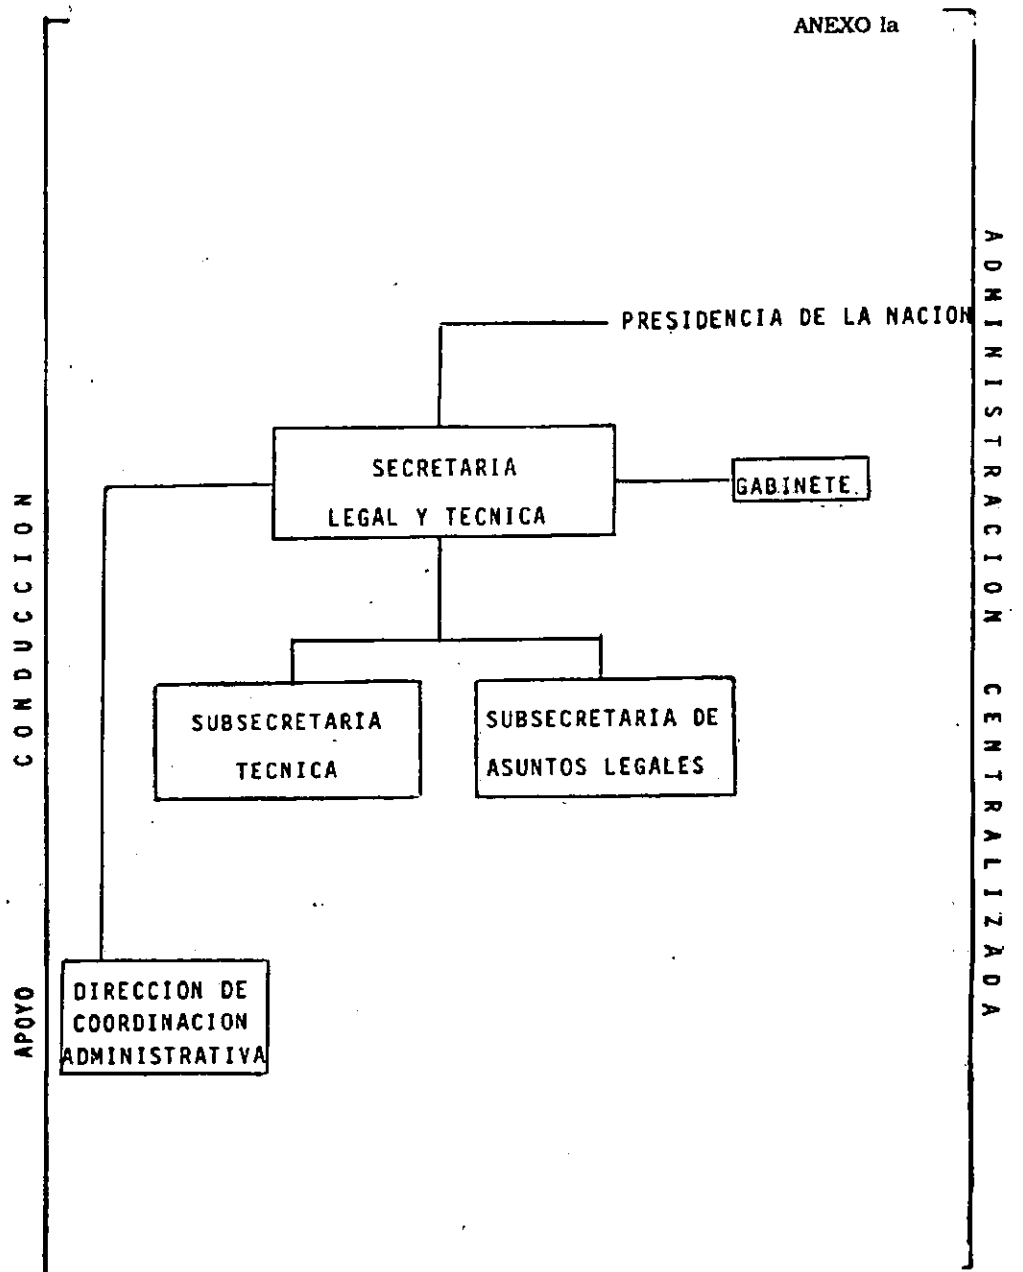 ANEXO Ia
PRESIDENCIA DE LA NACION
SECRETARIA
LEGAL Y TECNICA
GABINETE.
SUBSECRETARIA
TECNICA
SUBSECRETARIA DE
ASUNTOS LEGALES
DIRECCION DE
COORDINACION
ADMINISTRATIVA
CONDUCCION
APOYO
ADMINISTRACION CENTRALIZADA